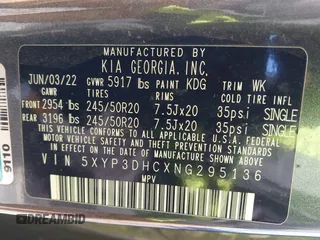 MANUFACTURED BY
KIA GEORGIA, INC.
JUN/03/22 GVWR 5917 lbs PAINT KDG TRIM WK
GAWR TIRES RIMS COLD TIRE INFL
FRONT 2954 lbs 245/50R20 7.5Jx20 35psi SINGLE
REAR 3196 lbs 245/50R20 7.5Jx20 35psi SINGLE
THIS VEHICLE CONFORMS TO ALL APPLICABLE U.S.A. FEDERAL MOTOR VEHICLE
SAFETY AND THEFT PREVENTION STANDARDS IN EFFECT ON THE DATE OF MANUFACTURE SHOWN ABOVE.
VIN 5XYP3DHCXNG295136
MPV
9110
DREAMBID